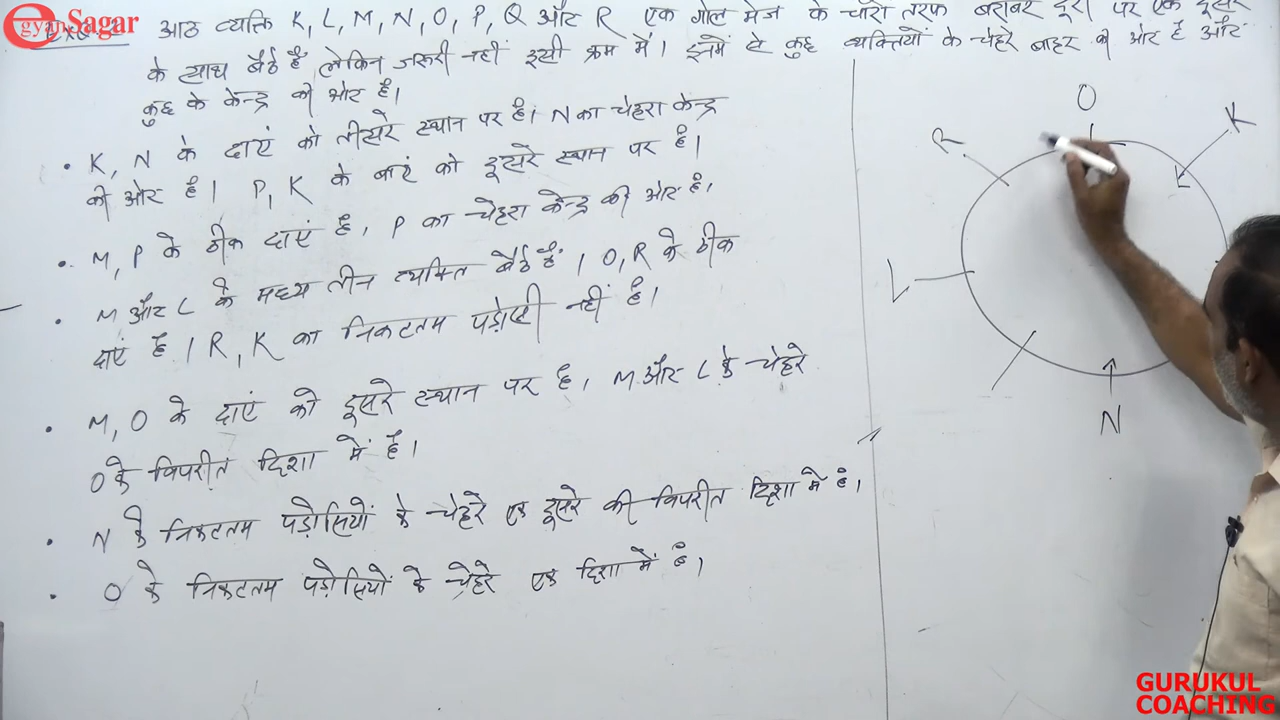 e Sagar
gyan
आठ व्यक्ति K, L, M, N, O, P, Q और R एक गोल मेज के चारों तरफ बराबर दूरी पर एक दूसरे
के साथ बैठे हैं लेकिन जरूरी नहीं इसी क्रम में। इनमें से कुछ व्यक्तियों के चेहरे बाहर की ओर हैं और
कुछ के केन्द्र की ओर हैं।
• K, N के दाएं को तीसरे स्थान पर है। N का चेहरा केन्द्र
की ओर है। P, K के बाएं को दूसरे स्थान पर है।
• M, P के ठीक दाएं है, P का चेहरा केन्द्र की ओर है।
• M और L के मध्य तीन व्यक्ति बैठे हैं, O, R के ठीक
दाएं है। R, K का निकटतम पड़ोसी नहीं है।
• M, O के दाएं को दूसरे स्थान पर है, M और L के चेहरे
O के विपरीत दिशा में हैं।
• N के निकटतम पड़ोसियों के चेहरे एक दूसरे की विपरीत दिशा में हैं।
• O के निकटतम पड़ोसियों के चेहरे एक दिशा में हैं।
O
K
R
L
N
GURUKUL
COACHING